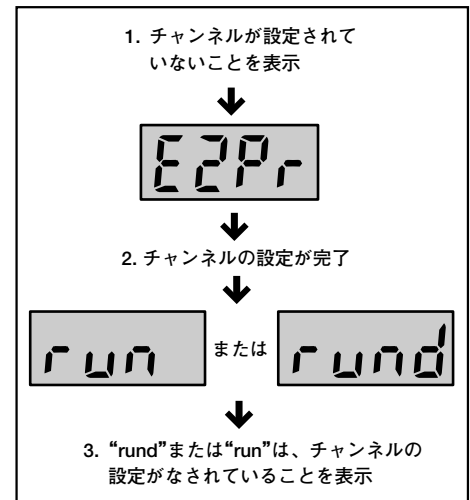 1. チャンネルが設定されて
いないことを表示
E2Pr
2. チャンネルの設定が完了
run または rund
3. “rund”または“run”は、チャンネルの
設定がなされていることを表示